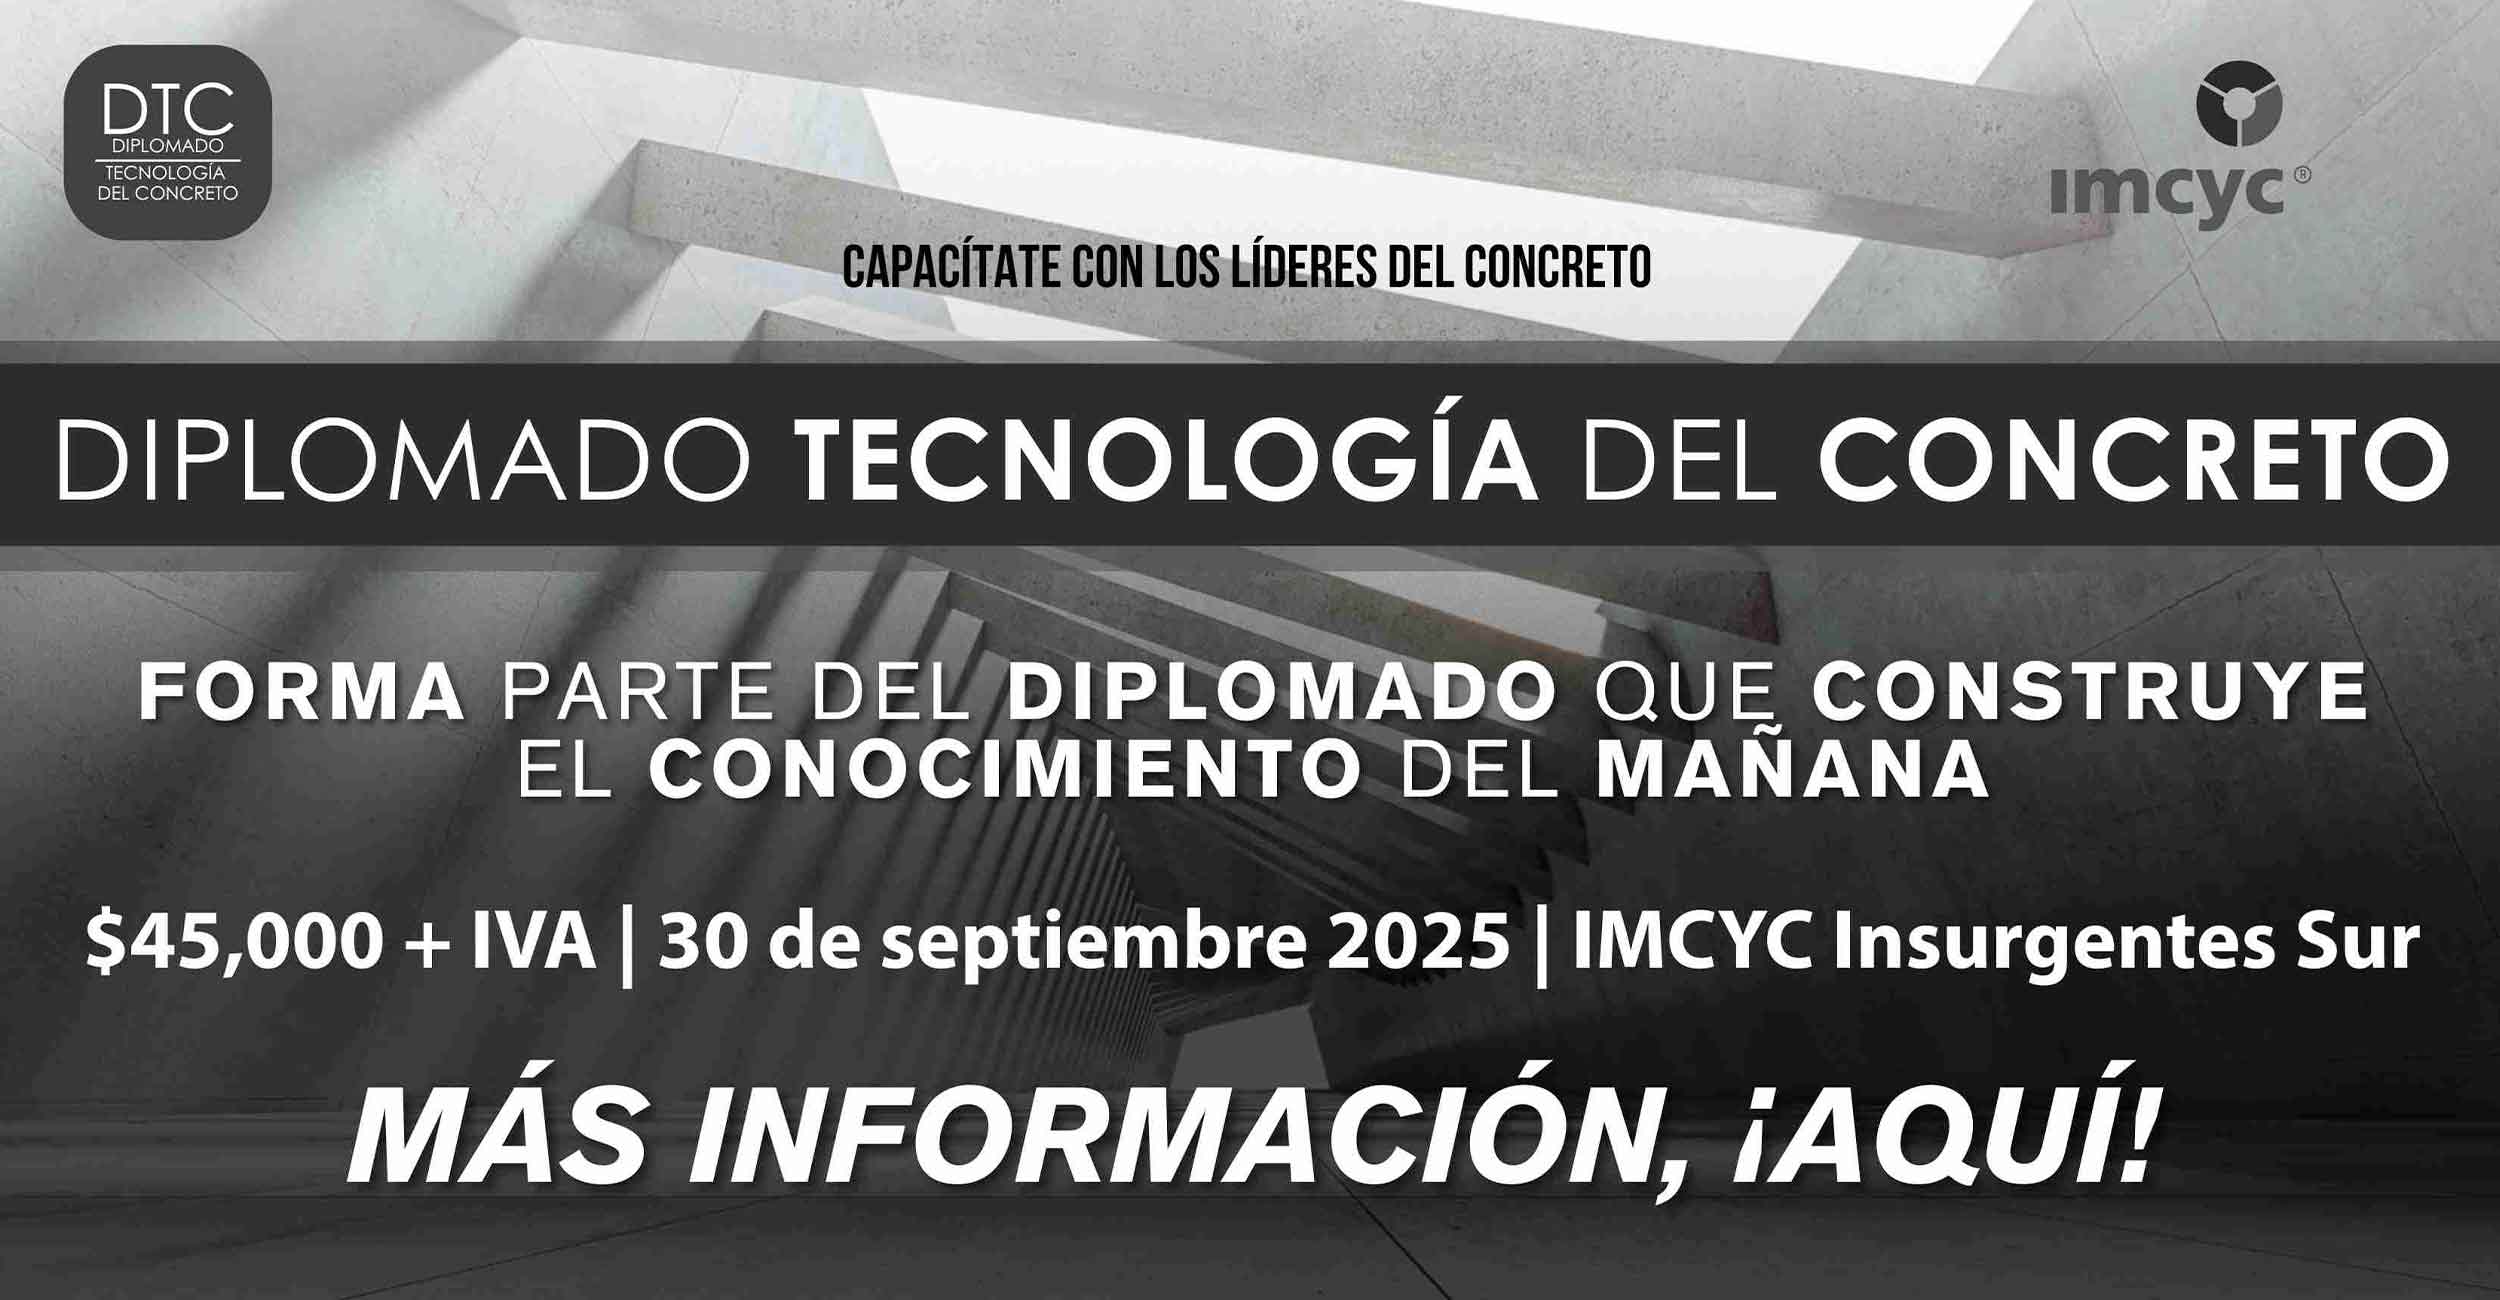 DTC
DIPLOMADO
TECNOLOGÍA
DEL CONCRETO
imcyc®
CAPACÍTATE CON LOS LÍDERES DEL CONCRETO
DIPLOMADO TECNOLOGÍA DEL CONCRETO
FORMA PARTE DEL DIPLOMADO QUE CONSTRUYE
EL CONOCIMIENTO DEL MAÑANA
$45,000 + IVA | 30 de septiembre 2025 | IMCYC Insurgentes Sur
MÁS INFORMACIÓN, ¡AQUÍ!